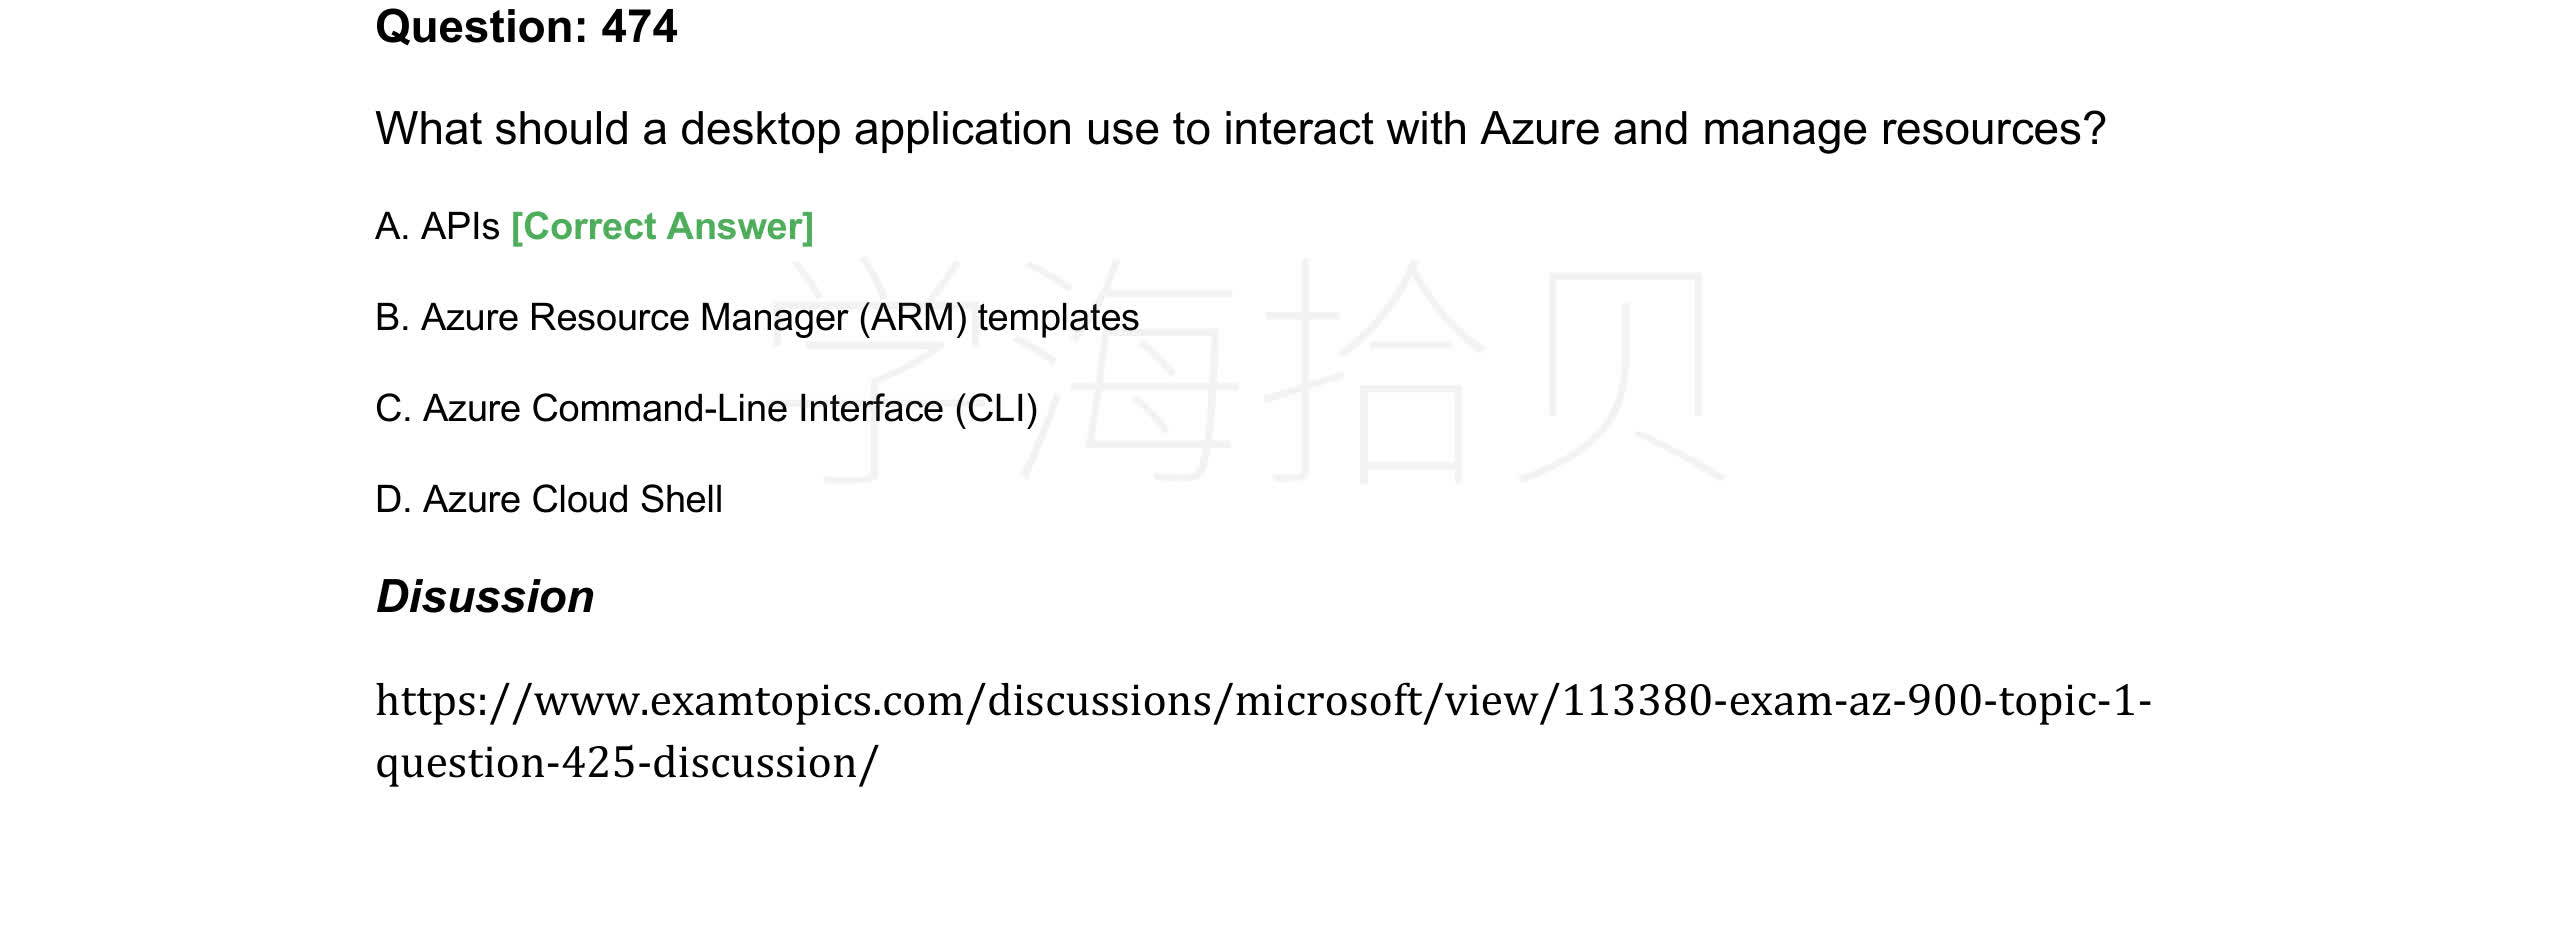 Question: 474
What should a desktop application use to interact with Azure and manage resources?
A. APIs [Correct Answer]
B. Azure Resource Manager (ARM) templates
C. Azure Command-Line Interface (CLI)
D. Azure Cloud Shell
学海拾贝
Disussion
https://www.examtopics.com/discussions/microsoft/view/113380-exam-az-900-topic-1-
question-425-discussion/